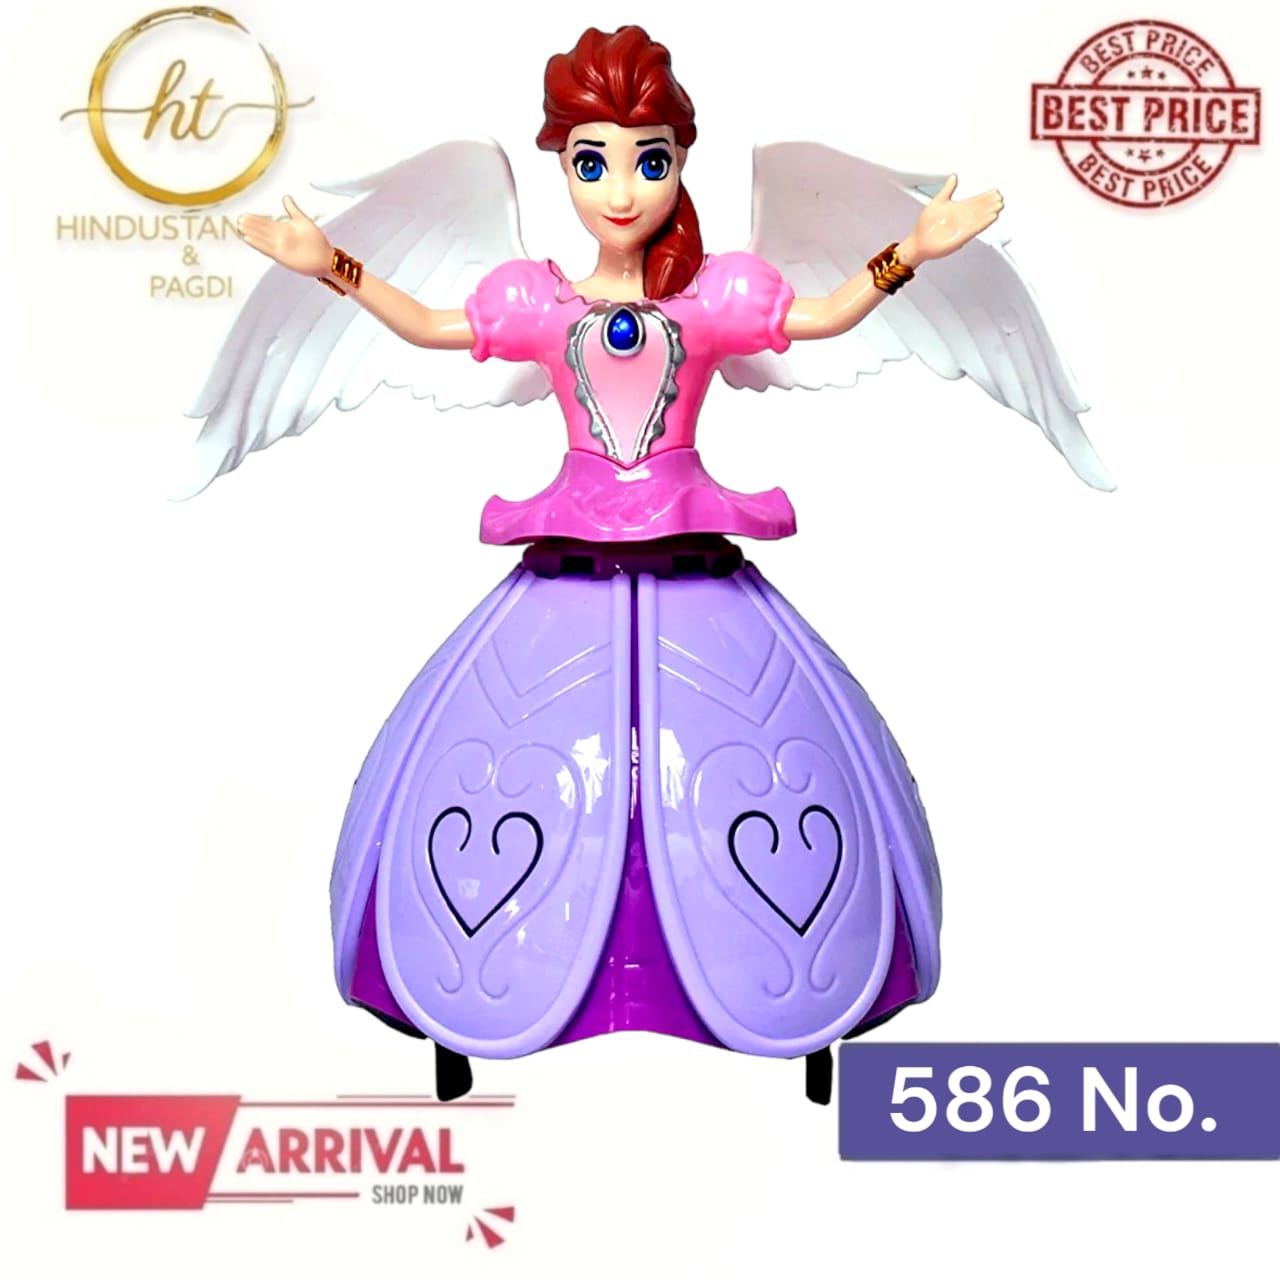 ht
HINDUSTAN
&
PAGDI
BEST PRICE
BEST PRICE
BEST PRICE
586 No.
NEW ARRIVAL
SHOP NOW